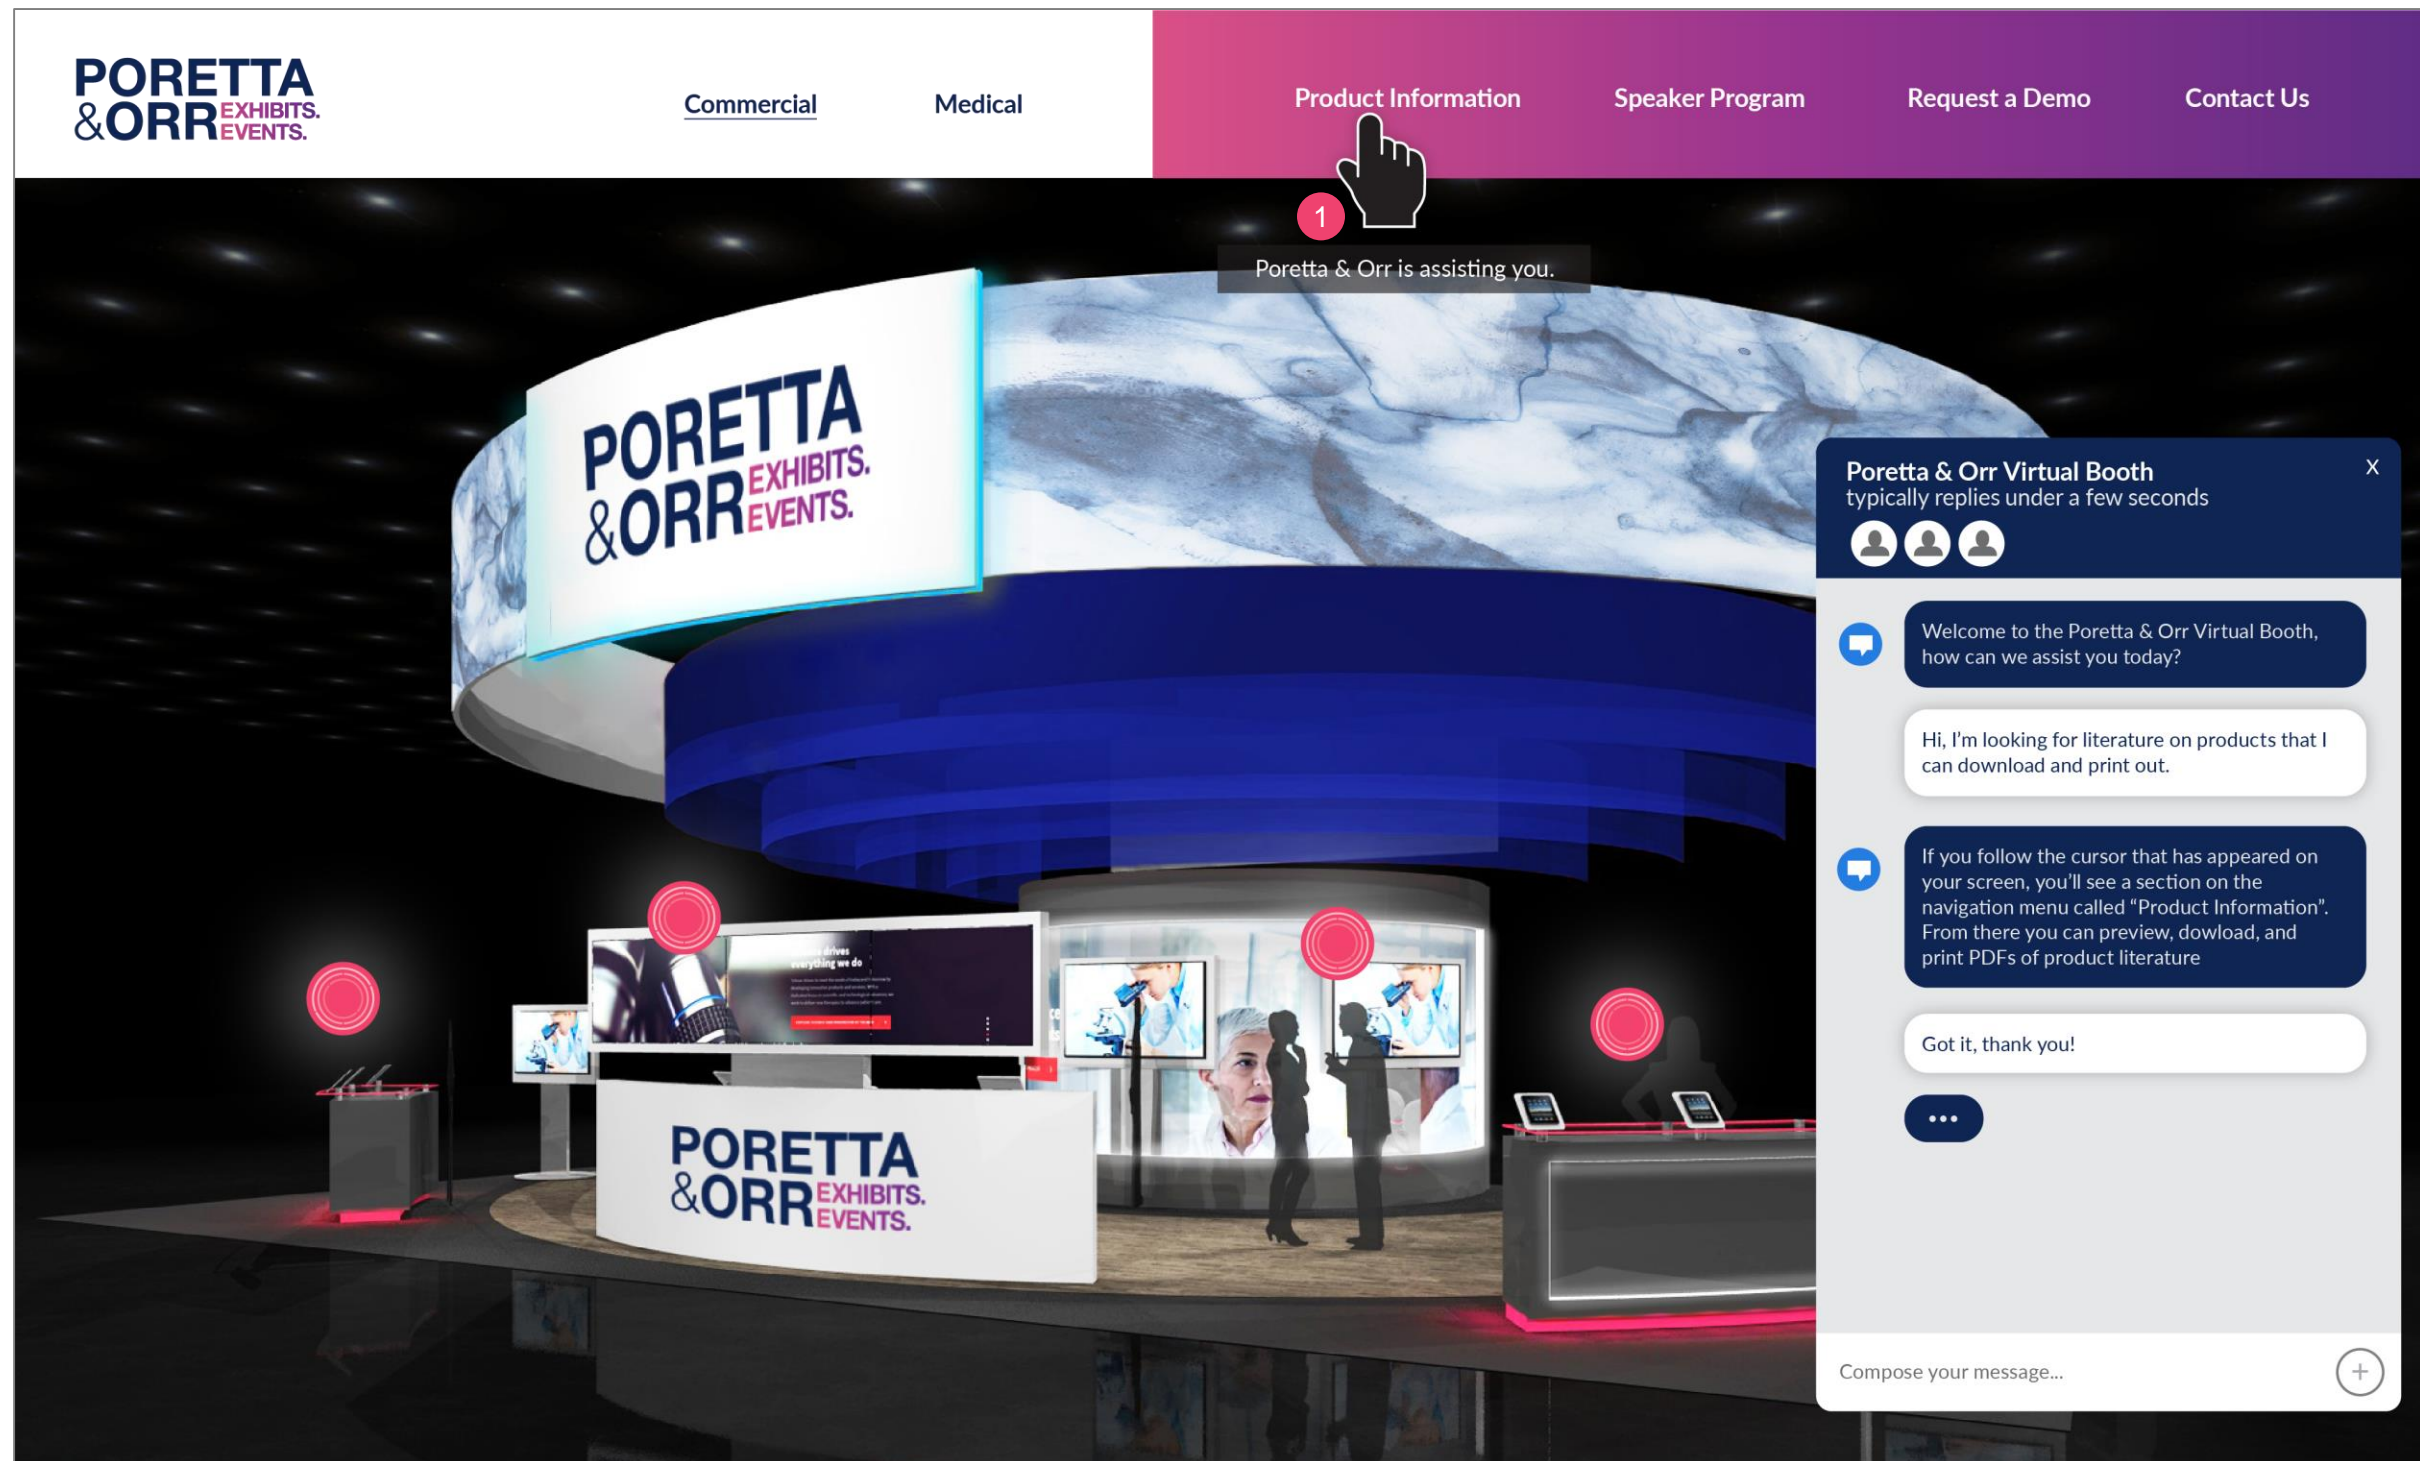 PORETTA
&ORR EXHIBITS.
EVENTS.
Commercial
Medical
Product Information
Speaker Program
Request a Demo
Contact Us
1
Poretta & Orr is assisting you.
PORETTA
&ORR EXHIBITS.
EVENTS.
Poretta & Orr Virtual Booth
X
typically replies under a few seconds
Welcome to the Poretta & Orr Virtual Booth,
how can we assist you today?
Hi, I'm looking for literature on products that I
can download and print out.
If you follow the cursor that has appeared on
your screen, you'll see a section on the
navigation menu called “Product Information”.
From there you can preview, dowload, and
print PDFs of product literature
Got it, thank you!
•••
Compose your message...
+
drives
everything we do
PORETTA
&ORR EXHIBITS.
EVENTS.